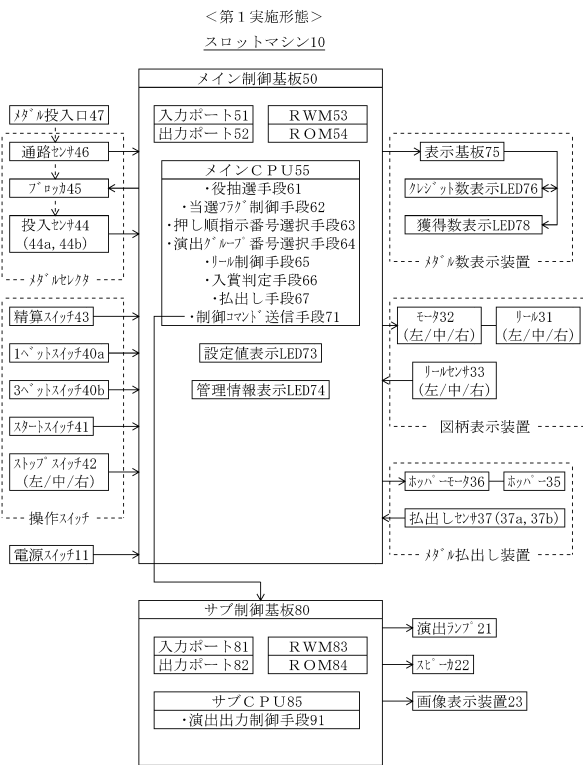 ＜第１実施形態＞
スロットマシン10
メイン制御基板50
入力ポート51
出力ポート52
ＲＷＭ53
ＲＯＭ54
メインＣＰＵ55
・役抽選手段61
・当選ﾌﾗｸﾞ制御手段62
・押し順指示番号選択手段63
・演出ｸﾞﾙｰﾌﾟ番号選択手段64
・ﾘｰﾙ制御手段65
・入賞判定手段66
・払出し手段67
・制御ｺﾏﾝﾄﾞ送信手段71
設定値表示LED73
管理情報表示LED74
ﾒﾀﾞﾙ投入口47
通路ｾﾝｻ46
ﾌﾞﾛｯｶ45
投入ｾﾝｻ44
(44a, 44b)
ﾒﾀﾞﾙｾﾚｸﾀ
精算ｽｲｯﾁ43
1ﾍﾞｯﾄｽｲｯﾁ40a
3ﾍﾞｯﾄｽｲｯﾁ40b
ｽﾀｰﾄｽｲｯﾁ41
ｽﾄｯﾌﾟｽｲｯﾁ42
(左/中/右)
操作ｽｲｯﾁ
電源ｽｲｯﾁ11
表示基板75
ｸﾚｼﾞｯﾄ数表示LED76
獲得数表示LED78
ﾒﾀﾞﾙ数表示装置
ﾓｰﾀ32
(左/中/右)
ﾘｰﾙ31
(左/中/右)
ﾘｰﾙｾﾝｻ33
(左/中/右)
図柄表示装置
ﾎｯﾊﾟｰﾓｰﾀ36
ﾎｯﾊﾟｰ35
払出しｾﾝｻ37(37a, 37b)
ﾒﾀﾞﾙ払出し装置
サブ制御基板80
入力ポート81
出力ポート82
ＲＷＭ83
ＲＯＭ84
サブＣＰＵ85
・演出出力制御手段91
演出ﾗﾝﾌﾟ21
ｽﾋﾟｰｶ22
画像表示装置23